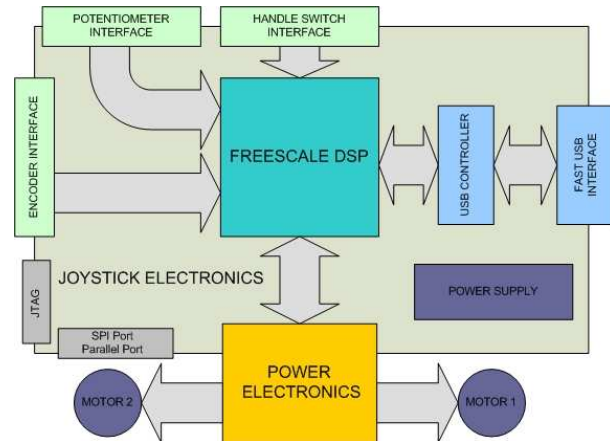 POTENTIOMETER
INTERFACE
HANDLE SWITCH
INTERFACE
ENCODER INTERFACE
FREESCALE DSP
USB CONTROLLER
FAST USB
INTERFACE
JOYSTICK ELECTRONICS
JTAG
POWER SUPPLY
SPI Port
Parallel Port
POWER
ELECTRONICS
MOTOR 2
MOTOR 1